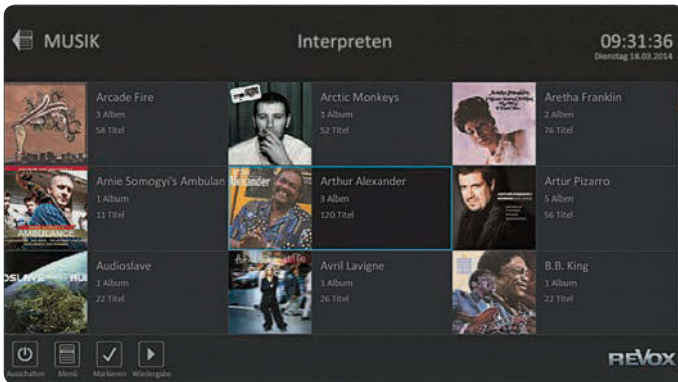 MUSIK
Interpreten
09:31:36
Dienstag 18.03.2014
Arcade Fire
3 Alben
58 Titel
Arctic Monkeys
1 Album
52 Titel
Aretha Franklin
2 Alben
76 Titel
Arnie Somogyi's Ambulan
1 Album
11 Titel
AMBULANCE
Arthur Alexander
3 Alben
120 Titel
Artur Pizarro
5 Alben
56 Titel
Audioslave
1 Album
22 Titel
Avril Lavigne
1 Album
26 Titel
B.B. King
1 Album
22 Titel
Ausschalten
Menü
Markieren
Wiedergabe
REVOX